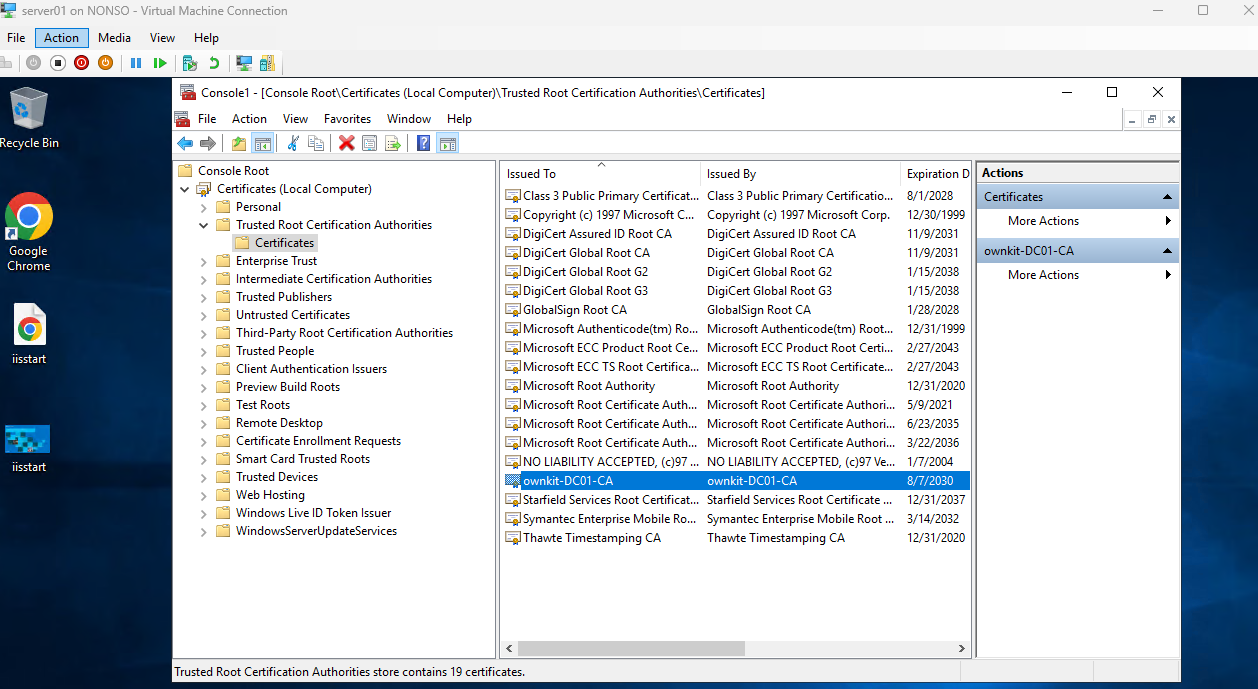 server01 on NONSO - Virtual Machine Connection
File Action Media View Help
Recycle Bin
Google
Chrome
iisstart
iisstart
Console1 - [Console Root\Certificates (Local Computer)\Trusted Root Certification Authorities\Certificates]
File Action View Favorites Window Help
Console Root
Certificates (Local Computer)
Personal
Trusted Root Certification Authorities
Certificates
Enterprise Trust
Intermediate Certification Authorities
Trusted Publishers
Untrusted Certificates
Third-Party Root Certification Authorities
Trusted People
Client Authentication Issuers
Preview Build Roots
Test Roots
Remote Desktop
Certificate Enrollment Requests
Smart Card Trusted Roots
Trusted Devices
Web Hosting
Windows Live ID Token Issuer
WindowsServerUpdateServices
Issued To Issued By Expiration D
Class 3 Public Primary Certificat... Class 3 Public Primary Certificatio... 8/1/2028
Copyright (c) 1997 Microsoft C... Copyright (c) 1997 Microsoft Corp. 12/30/1999
DigiCert Assured ID Root CA DigiCert Assured ID Root CA 11/9/2031
DigiCert Global Root CA DigiCert Global Root CA 11/9/2031
DigiCert Global Root G2 DigiCert Global Root G2 1/15/2038
DigiCert Global Root G3 DigiCert Global Root G3 1/15/2038
GlobalSign Root CA GlobalSign Root CA 1/28/2028
Microsoft Authenticode(tm) Ro... Microsoft Authenticode(tm) Root... 12/31/1999
Microsoft ECC Product Root Ce... Microsoft ECC Product Root Certi... 2/27/2043
Microsoft ECC TS Root Certifica... Microsoft ECC TS Root Certificate... 2/27/2043
Microsoft Root Authority Microsoft Root Authority 12/31/2020
Microsoft Root Certificate Auth... Microsoft Root Certificate Authori... 5/9/2021
Microsoft Root Certificate Auth... Microsoft Root Certificate Authori... 6/23/2035
Microsoft Root Certificate Auth... Microsoft Root Certificate Authori... 3/22/2036
NO LIABILITY ACCEPTED, (c)97 ... NO LIABILITY ACCEPTED, (c)97 Ve... 1/7/2004
ownkit-DC01-CA ownkit-DC01-CA 8/7/2030
Starfield Services Root Certificat... Starfield Services Root Certificate ... 12/31/2037
Symantec Enterprise Mobile Ro... Symantec Enterprise Mobile Root ... 3/14/2032
Thawte Timestamping CA Thawte Timestamping CA 12/31/2020
Actions
Certificates
More Actions
ownkit-DC01-CA
More Actions
Trusted Root Certification Authorities store contains 19 certificates.